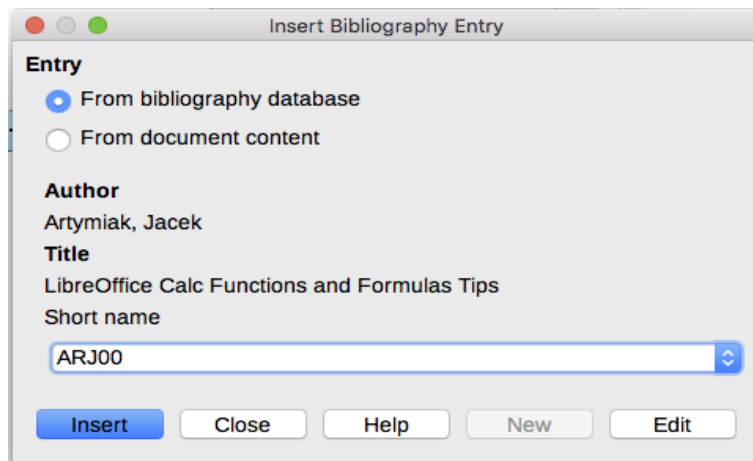 Insert Bibliography Entry
Entry
From bibliography database
From document content
Author
Artymiak, Jacek
Title
LibreOffice Calc Functions and Formulas Tips
Short name
ARJ00
Insert Close Help New Edit